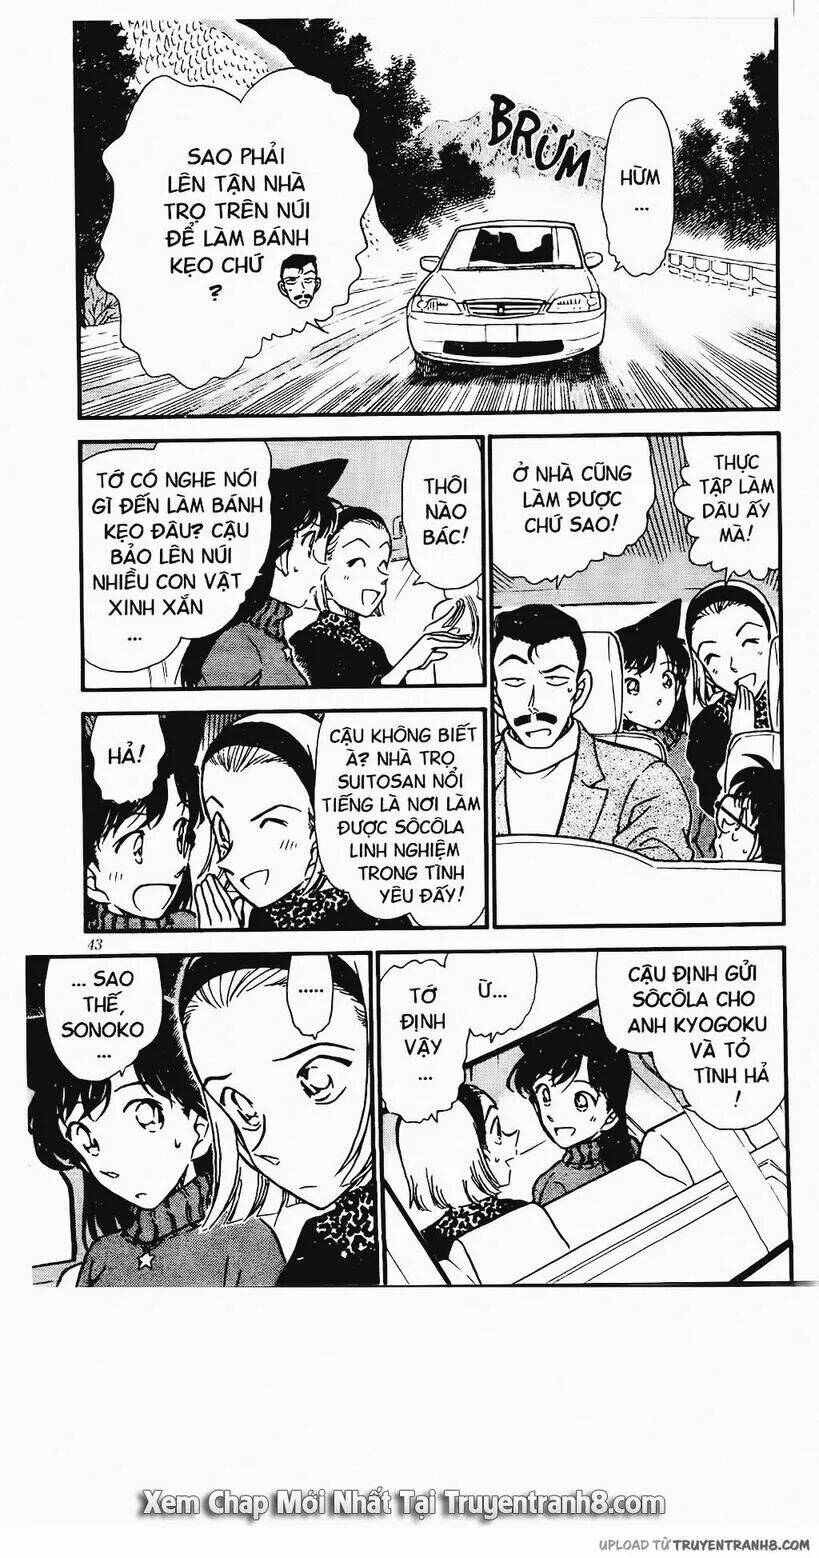 HỪM
...
BRỪM
SAO PHẢI
LÊN TẬN NHÀ
TRỌ TRÊN NÚI
ĐỂ LÀM BÁNH
KẸO CHỨ
?
THỰC
TẬP LÀM
DÂU ẤY
MÀ!
Ở NHÀ CŨNG
LÀM ĐƯỢC
CHỨ SAO!
THÔI
NÀO
BÁC!
TỚ CÓ NGHE NÓI
GÌ ĐẾN LÀM BÁNH
KẸO ĐÂU? CẬU
BẢO LÊN NÚI
NHIỀU CON VẬT
XINH XẮN
...
CẬU KHÔNG BIẾT
À? NHÀ TRỌ
SUITOSAN NỔI
TIẾNG LÀ NƠI LÀM
ĐƯỢC SÔCÔLA
LINH NGHIỆM
TRONG TÌNH
YÊU ĐẤY!
HẢ!
43
CẬU ĐỊNH GỬI
SÔCÔLA CHO
ANH KYOGOKU
VÀ TỎ
TÌNH HẢ
!
Ừ...
TỚ
ĐỊNH
VẬY
...
......
... SAO
THẾ,
SONOKO
...
Xem Chap Mới Nhất Tại Truyentranh8.com
UPLOAD TỪ TRUYENTRANH8.COM